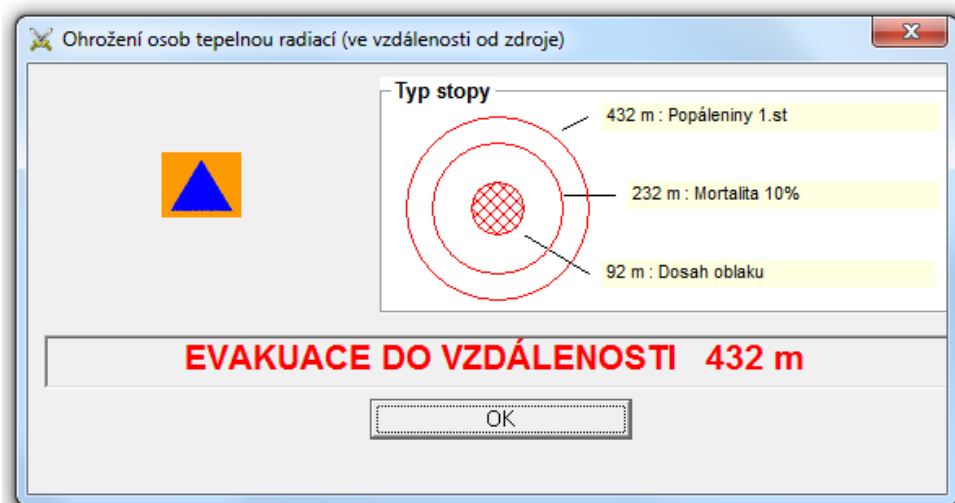 Ohrožení osob tepelnou radiací (ve vzdálenosti od zdroje)
Typ stopy
432 m : Popáleniny 1.st
232 m : Mortalita 10%
92 m : Dosah oblaku
EVAKUACE DO VZDÁLENOSTI 432 m
OK